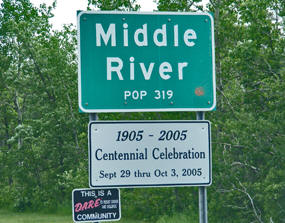 Middle
River
POP 319
1905 - 2005
Centennial Celebration
Sept 29 thru Oct 3, 2005
THIS IS A
DARE
COMMUNITY